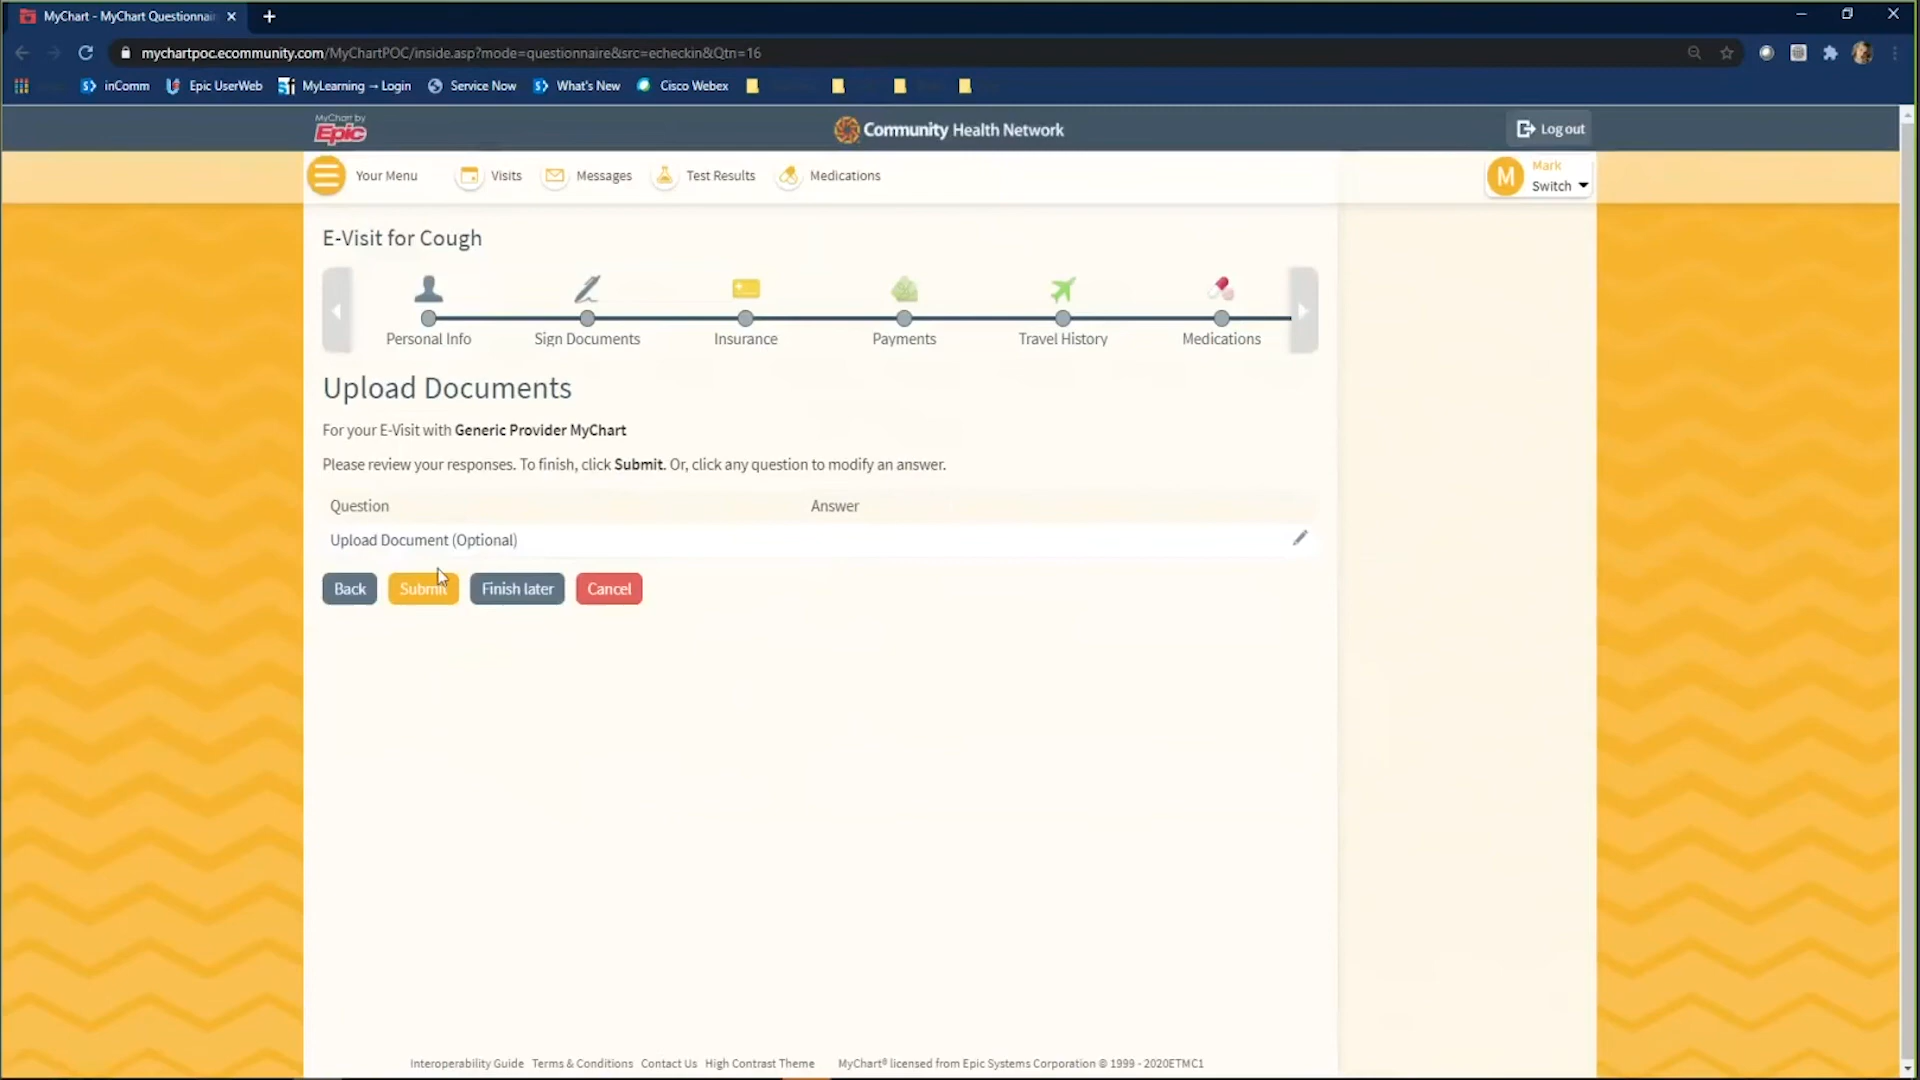 MyChart - MyChart Questionnai
mychartpoc.ecommunity.com/MyChartPOC/inside.asp?mode=questionnaire&src=echeckin&Qtn=16
inComm Epic UserWeb MyLearning → Login Service Now What's New Cisco Webex
MyChart by
Epic
Community Health Network
Log out
Your Menu Visits Messages Test Results Medications
M
Mark
Switch
E-Visit for Cough
Personal Info Sign Documents Insurance Payments Travel History Medications
Upload Documents
For your E-Visit with Generic Provider MyChart
Please review your responses. To finish, click Submit. Or, click any question to modify an answer.
Question Answer
Upload Document (Optional)
Back Submit Finish later Cancel
Interoperability Guide Terms & Conditions Contact Us High Contrast Theme MyChart® licensed from Epic Systems Corporation © 1999 - 2020ETMC1